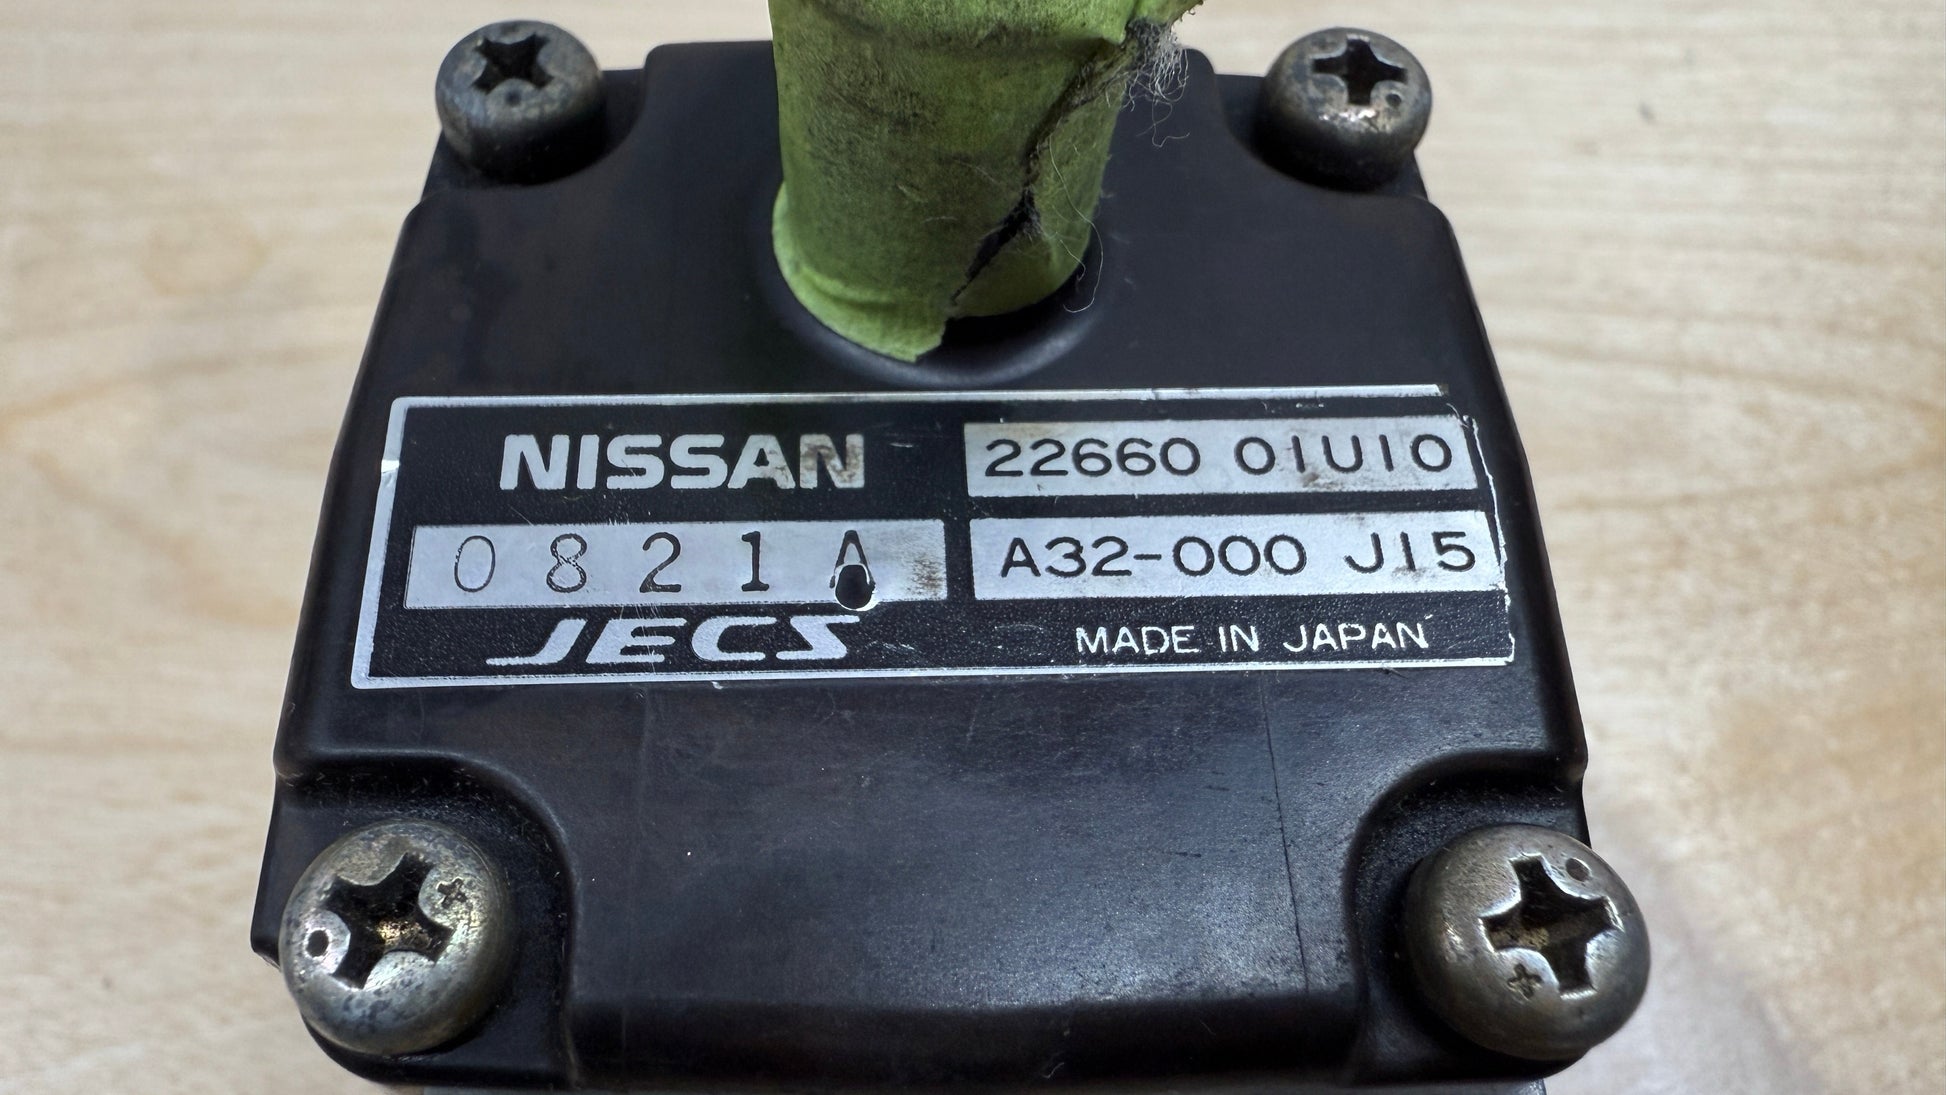 NISSAN
22660 01U10
0821A
A32-000 J15
JECS
MADE IN JAPAN